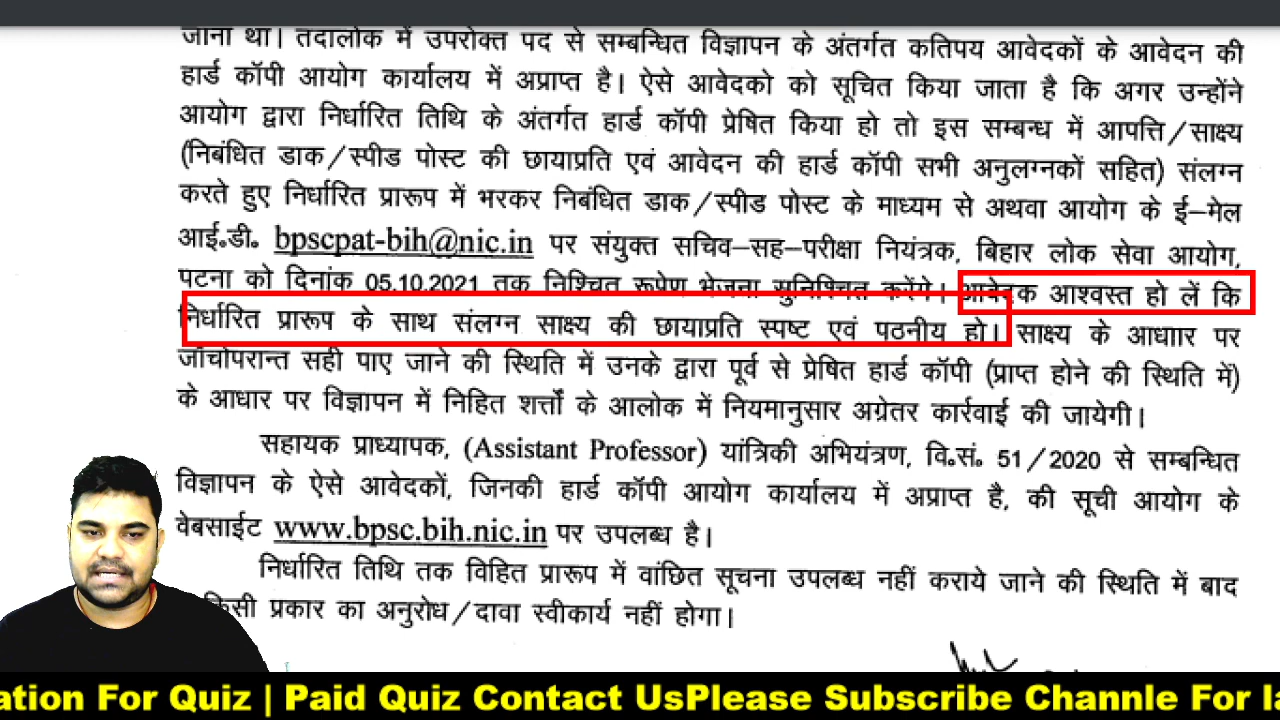 जाना था। तदालोक में उपरोक्त पद से सम्बन्धित विज्ञापन के अंतर्गत कतिपय आवेदकों के आवेदन की
हार्ड कॉपी आयोग कार्यालय में अप्राप्त है। ऐसे आवेदको को सूचित किया जाता है कि अगर उन्होंने
आयोग द्वारा निर्धारित तिथि के अंतर्गत हार्ड कॉपी प्रेषित किया हो तो इस सम्बन्ध में आपत्ति/साक्ष्य
(निबंधित डाक/स्पीड पोस्ट की छायाप्रति एवं आवेदन की हार्ड कॉपी सभी अनुलग्नकों सहित) संलग्न
करते हुए निर्धारित प्रारूप में भरकर निबंधित डाक/स्पीड पोस्ट के माध्यम से अथवा आयोग के ई–मेल
आई.डी. bpscpat-bih@nic.in पर संयुक्त सचिव–सह–परीक्षा नियंत्रक, बिहार लोक सेवा आयोग,
पटना को दिनांक 05.10.2021 तक निश्चित रूपेण भेजना सुनिश्चित करेंगे। आवेदक आश्वस्त हो लें कि
निर्धारित प्रारूप के साथ संलग्न साक्ष्य की छायाप्रति स्पष्ट एवं पठनीय हो। साक्ष्य के आधाार पर
जाँचोपरान्त सही पाए जाने की स्थिति में उनके द्वारा पूर्व से प्रेषित हार्ड कॉपी (प्राप्त होने की स्थिति में)
के आधार पर विज्ञापन में निहित शर्त्तों के आलोक में नियमानुसार अग्रेतर कार्रवाई की जायेगी।
सहायक प्राध्यापक, (Assistant Professor) यांत्रिकी अभियंत्रण, वि.सं. 51/2020 से सम्बन्धित
विज्ञापन के ऐसे आवेदकों, जिनकी हार्ड कॉपी आयोग कार्यालय में अप्राप्त है, की सूची आयोग के
वेबसाईट www.bpsc.bih.nic.in पर उपलब्ध है।
निर्धारित तिथि तक विहित प्रारूप में वांछित सूचना उपलब्ध नहीं कराये जाने की स्थिति में बाद
किसी प्रकार का अनुरोध/दावा स्वीकार्य नहीं होगा।
ation For Quiz | Paid Quiz Contact UsPlease Subscribe Channle For la